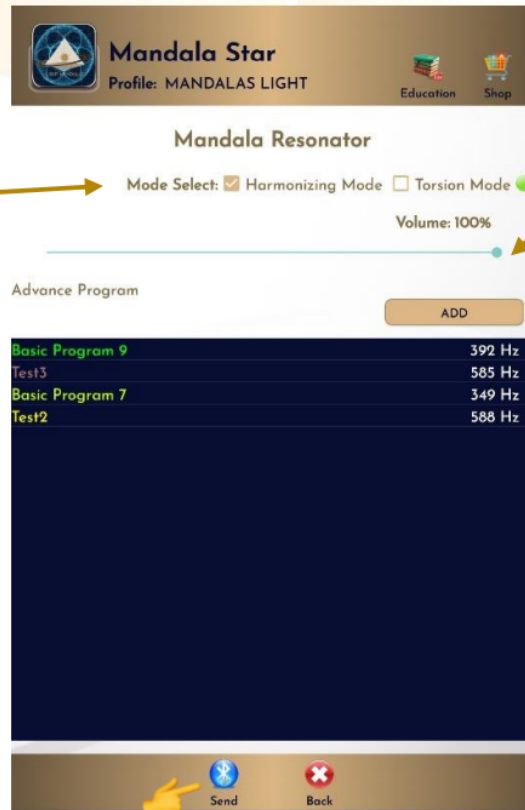 Mandala Star
Profile: MANDALAS LIGHT
Education
Shop
Mandala Resonator
Mode Select: Harmonizing Mode Torsion Mode
Volume: 100%
Advance Program
ADD
Basic Program 9 392 Hz
Test3 585 Hz
Basic Program 7 349 Hz
Test2 588 Hz
Send
Back